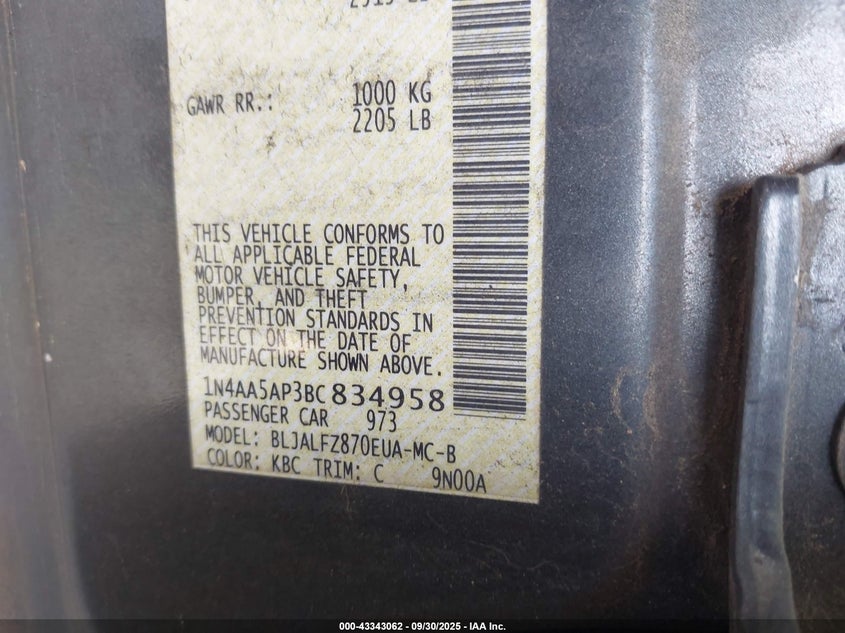 GAWR RR.: 1000 KG
2205 LB
THIS VEHICLE CONFORMS TO
ALL APPLICABLE FEDERAL
MOTOR VEHICLE SAFETY,
BUMPER, AND THEFT
PREVENTION STANDARDS IN
EFFECT ON THE DATE OF
MANUFACTURE SHOWN ABOVE.
1N4AA5AP3BC834958
PASSENGER CAR 973
MODEL: BLJALFZ870EUA-MC-B
COLOR: KBC TRIM: C 9N00A
000-43343062 - 09/30/2025 - IAA Inc.